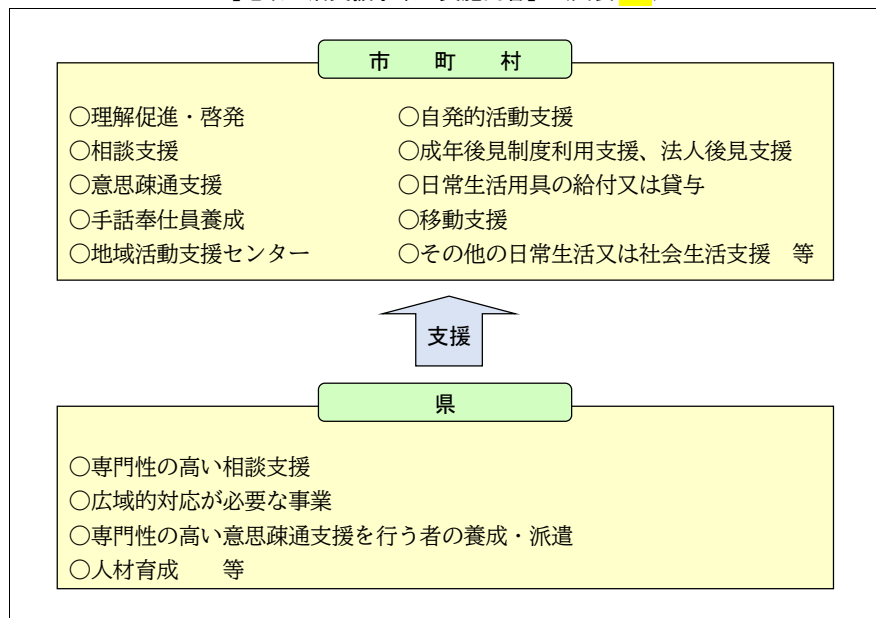 市 町 村
○理解促進・啓発
○相談支援
○意思疎通支援
○手話奉仕員養成
○地域活動支援センター
○自発的活動支援
○成年後見制度利用支援、法人後見支援
○日常生活用具の給付又は貸与
○移動支援
○その他の日常生活又は社会生活支援 等
支援
県
○専門性の高い相談支援
○広域的対応が必要な事業
○専門性の高い意思疎通支援を行う者の養成・派遣
○人材育成 等